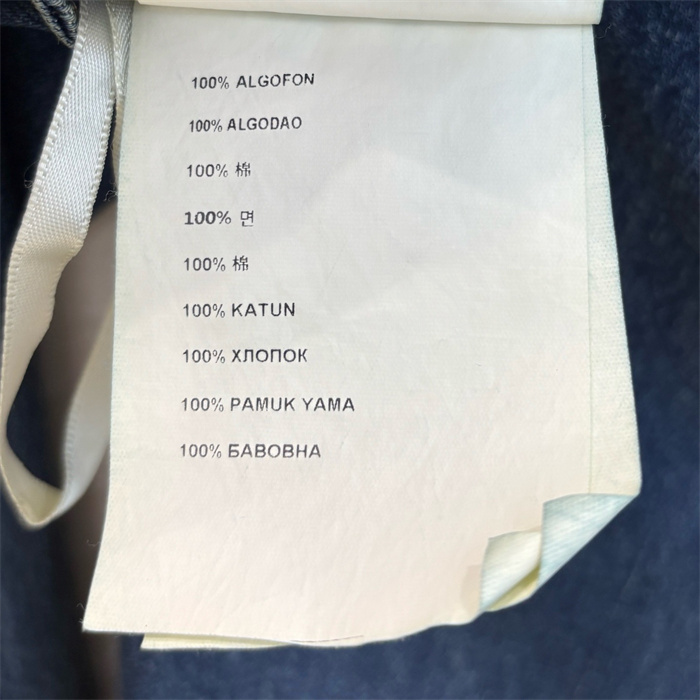 100% ALGOFON
100% ALGODAO
100% 棉
100% 면
100% 棉
100% KATUN
100% ХЛОПОК
100% PAMUK YAMA
100% БАВОВНА